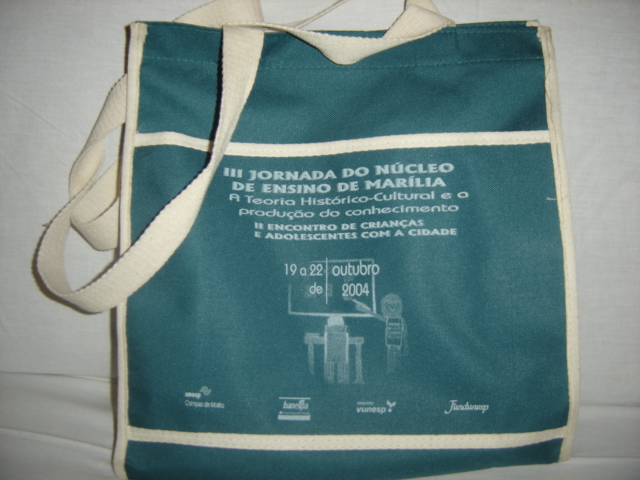 III JORNADA DO NÚCLEO
DE ENSINO DE MARÍLIA
A Teoria Histórico-Cultural e a
produção do conhecimento
II ENCONTRO DE CRIANÇAS
E ADOLESCENTES COM A CIDADE
19 a 22 outubro
de 2004
unesp
Campus de Marília
banespa
vunesp
Fundunesp